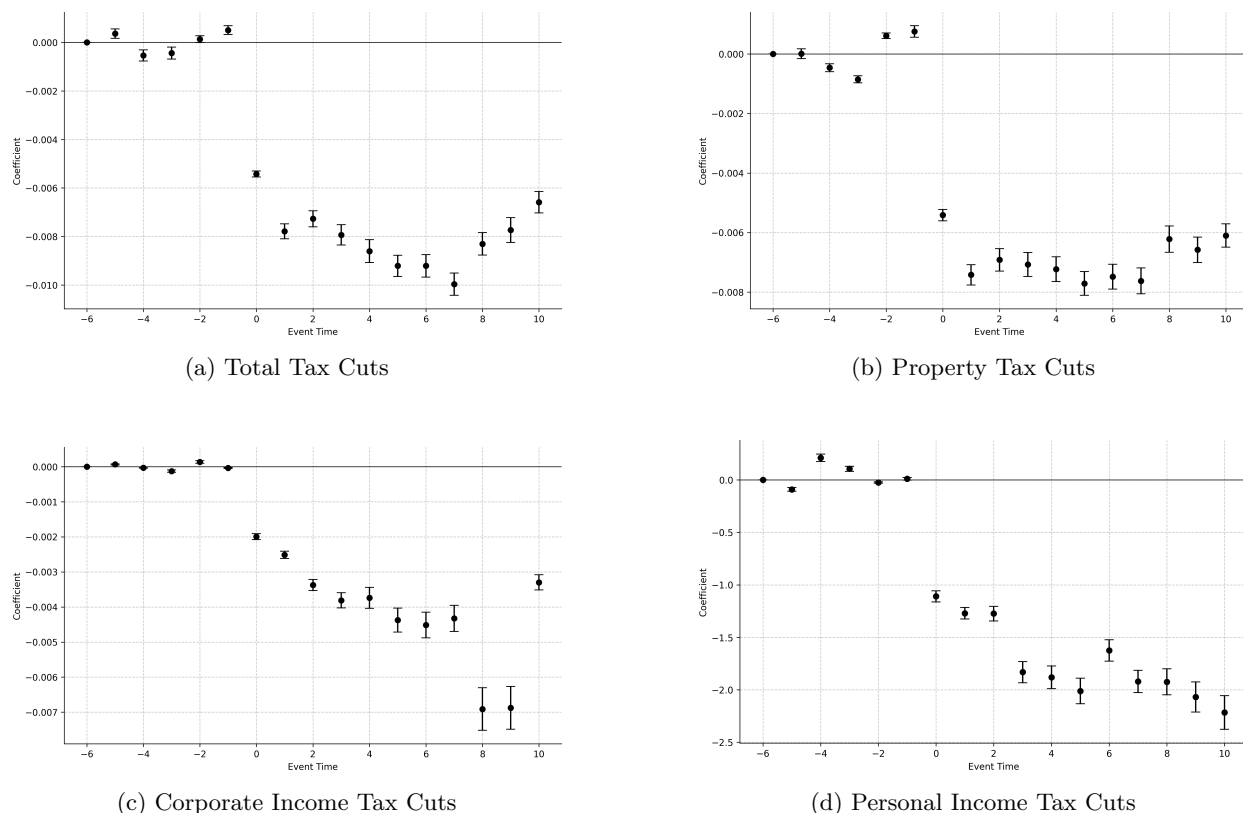 0.000
−0.002
−0.004
−0.006
−0.008
−0.010
Coefficient
−6 −4 −2 0 2 4 6 8 10
Event Time
(a) Total Tax Cuts
0.000
−0.002
−0.004
−0.006
−0.008
Coefficient
−6 −4 −2 0 2 4 6 8 10
Event Time
(b) Property Tax Cuts
0.000
−0.001
−0.002
−0.003
−0.004
−0.005
−0.006
−0.007
Coefficient
−6 −4 −2 0 2 4 6 8 10
Event Time
(c) Corporate Income Tax Cuts
0.0
−0.5
−1.0
−1.5
−2.0
−2.5
Coefficient
−6 −4 −2 0 2 4 6 8 10
Event Time
(d) Personal Income Tax Cuts